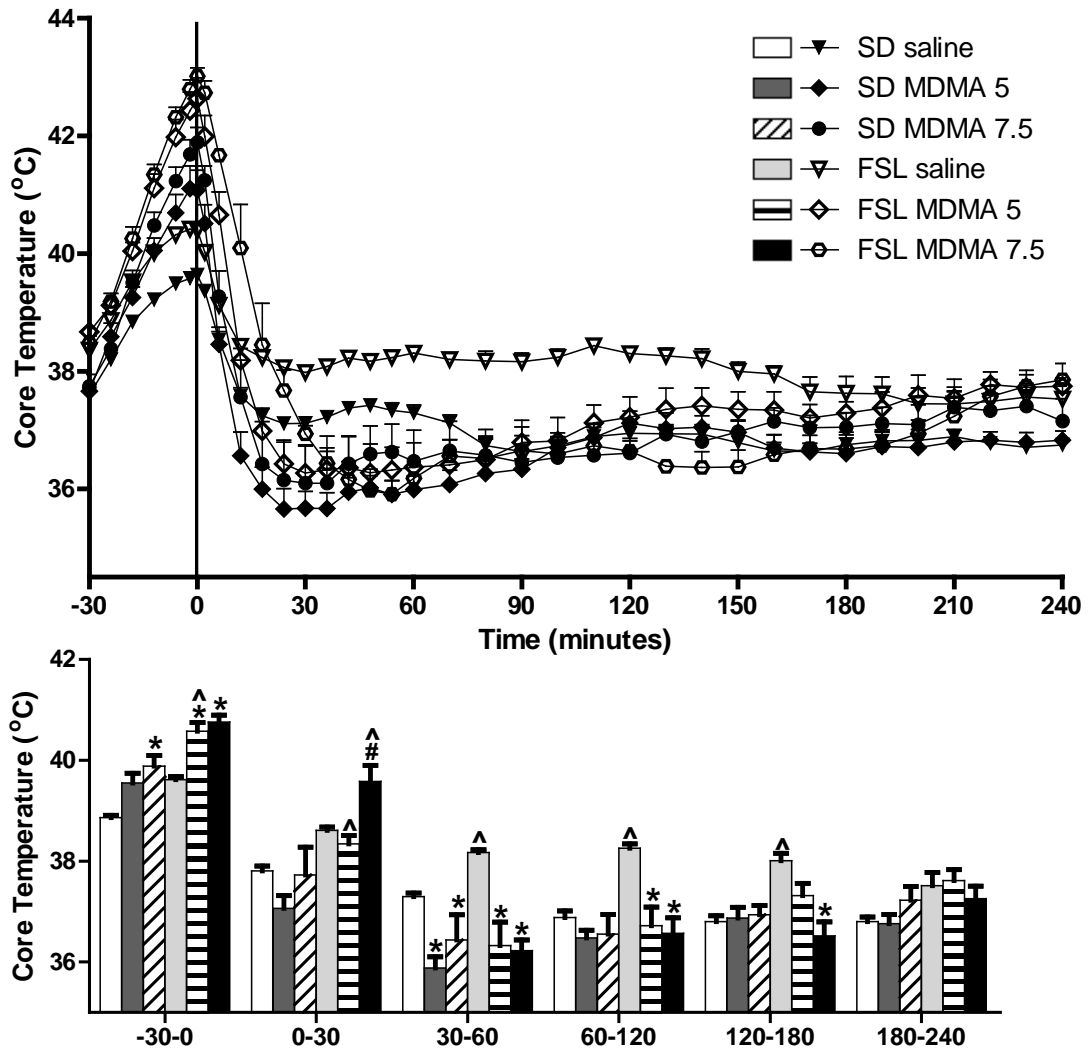 44
42
40
38
36
Core Temperature (°C)
SD saline
SD MDMA 5
SD MDMA 7.5
FSL saline
FSL MDMA 5
FSL MDMA 7.5
-30 0 30 60 90 120 150 180 210 240
Time (minutes)
42
40
38
36
Core Temperature (°C)
* ^ * *
^ ^ #
* * ^ * *
^ * *
^ *
-30-0 0-30 30-60 60-120 120-180 180-240